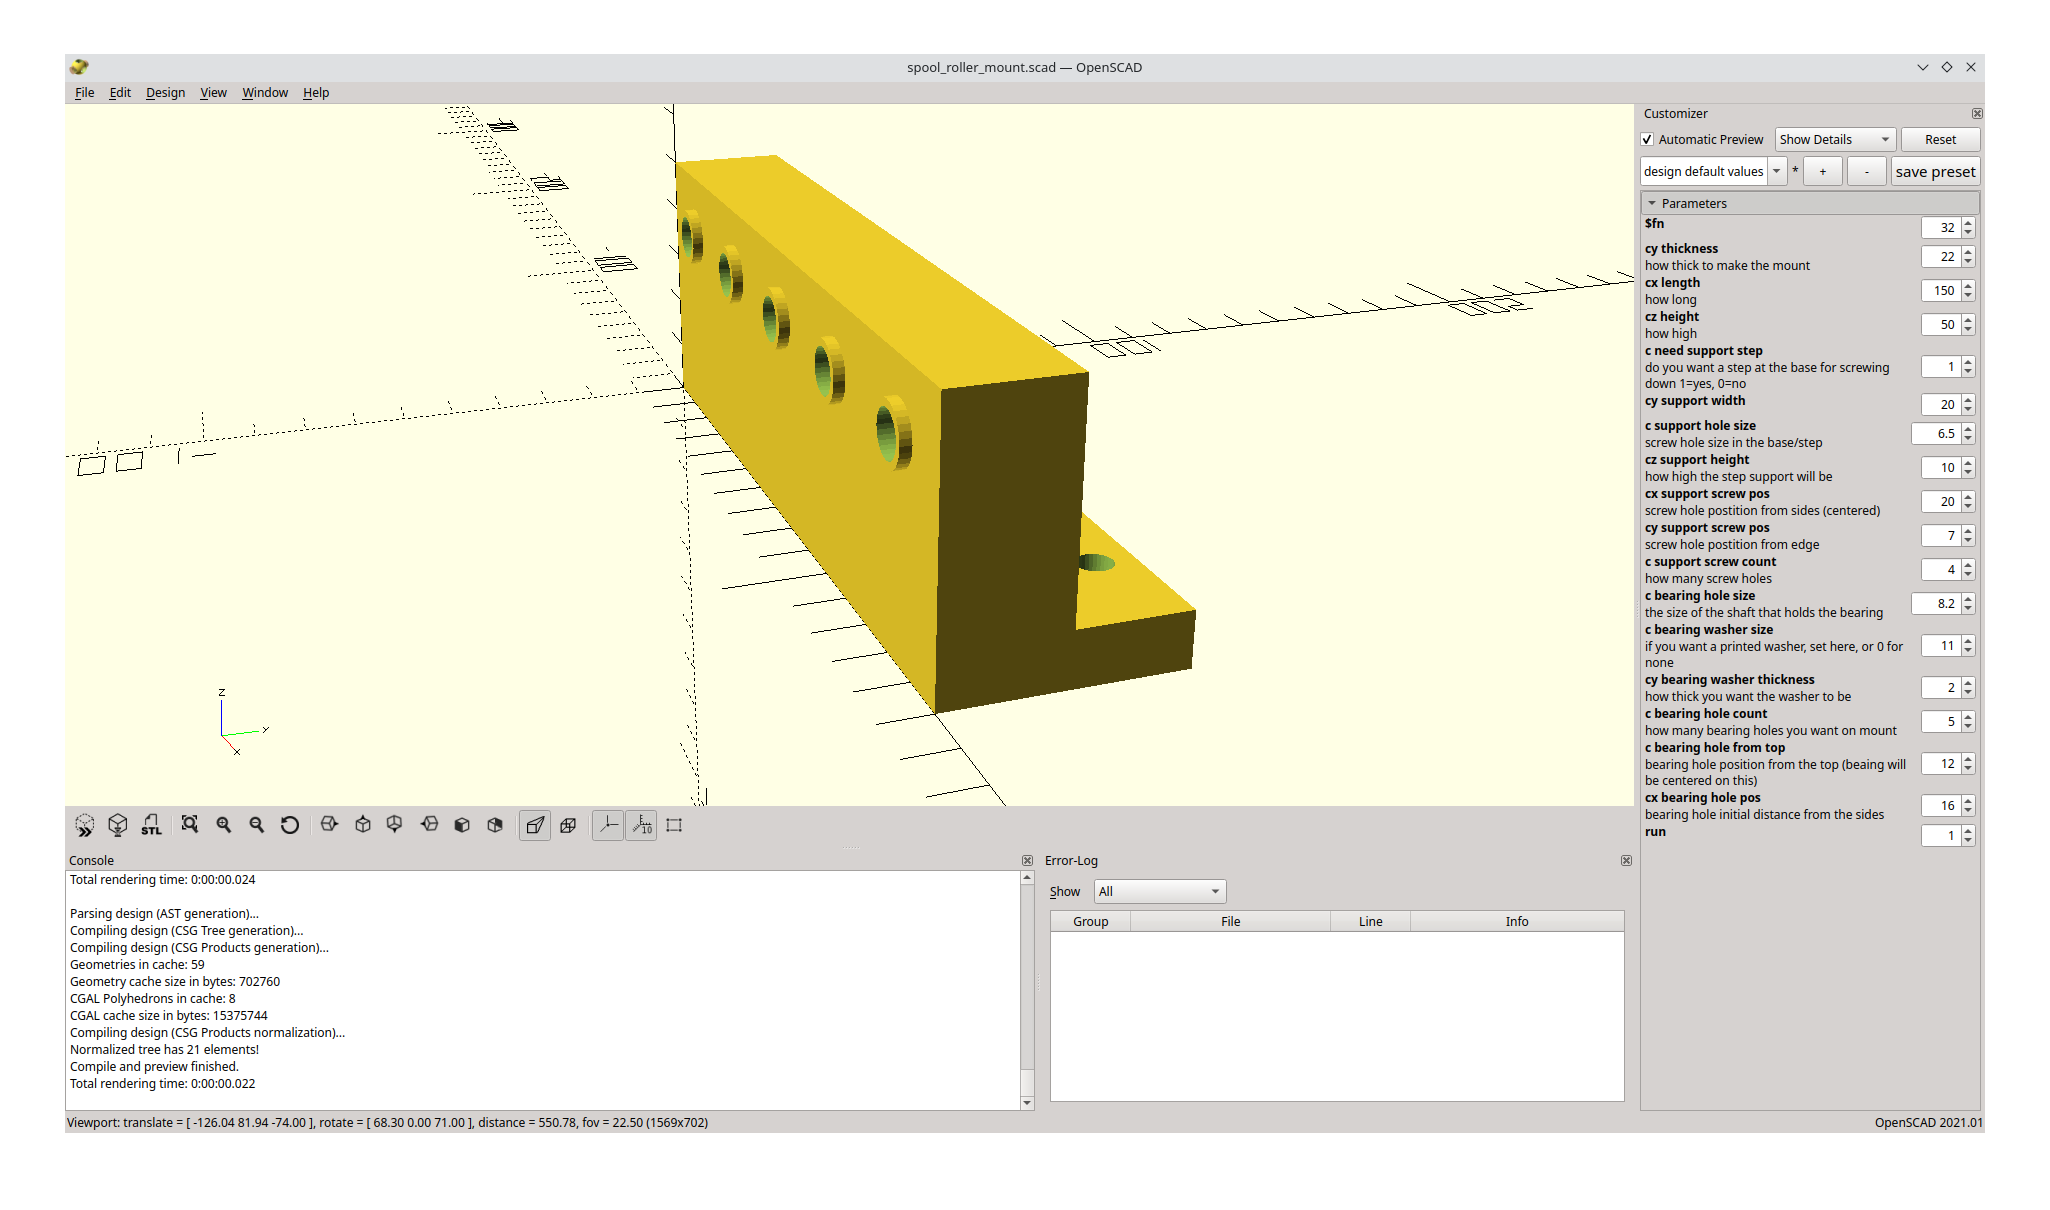 spool_roller_mount.scad — OpenSCAD
File Edit Design View Window Help
Customizer
Automatic Preview Show Details Reset
design default values * + - save preset
Parameters
$fn 32
cy thickness
how thick to make the mount 22
cx length
how long 150
cz height
how high 50
c need support step
do you want a step at the base for screwing 1
down 1=yes, 0=no
cy support width 20
c support hole size
screw hole size in the base/step 6.5
cz support height
how high the step support will be 10
cx support screw pos
screw hole postition from sides (centered) 20
cy support screw pos
screw hole postition from edge 7
c support screw count
how many screw holes 4
c bearing hole size
the size of the shaft that holds the bearing 8.2
c bearing washer size
if you want a printed washer, set here, or 0 for 11
none
cy bearing washer thickness
how thick you want the washer to be 2
c bearing hole count
how many bearing holes you want on mount 5
c bearing hole from top
bearing hole position from the top (beaing will 12
be centered on this)
cx bearing hole pos
bearing hole initial distance from the sides 16
run 1
z
y
x
STL
10
Console
Total rendering time: 0:00:00.024
Parsing design (AST generation)...
Compiling design (CSG Tree generation)...
Compiling design (CSG Products generation)...
Geometries in cache: 59
Geometry cache size in bytes: 702760
CGAL Polyhedrons in cache: 8
CGAL cache size in bytes: 15375744
Compiling design (CSG Products normalization)...
Normalized tree has 21 elements!
Compile and preview finished.
Total rendering time: 0:00:00.022
Error-Log
Show All
Group File Line Info
Viewport: translate = [ -126.04 81.94 -74.00 ], rotate = [ 68.30 0.00 71.00 ], distance = 550.78, fov = 22.50 (1569x702)
OpenSCAD 2021.01